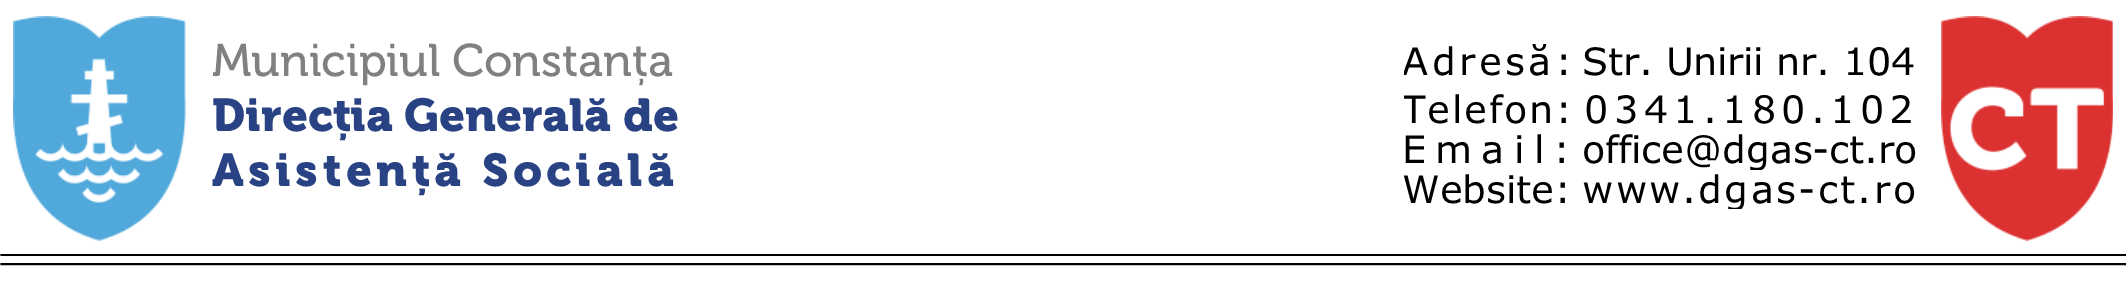 Municipiul Constanța
Direcția Generală de
Asistență Socială
Adresă: Str. Unirii nr. 104
Telefon: 0341.180.102
Email: office@dgas-ct.ro
Website: www.dgas-ct.ro
CT